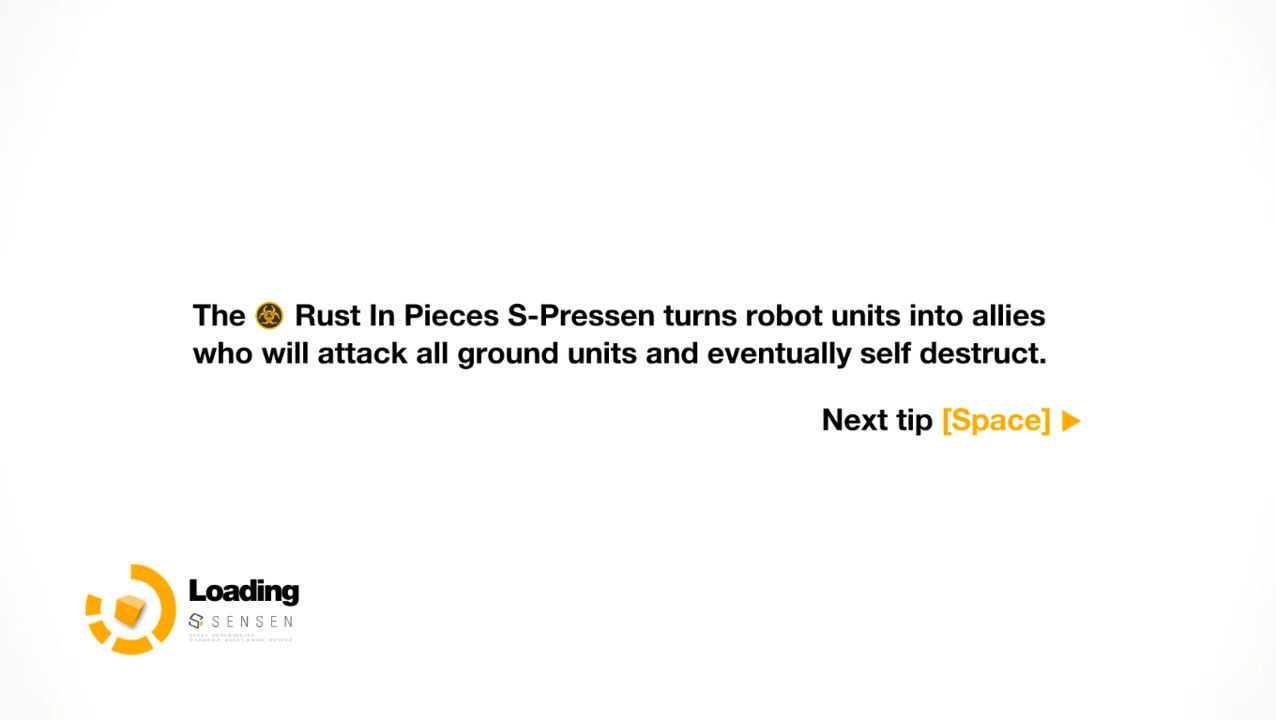 The Rust In Pieces S-Pressen turns robot units into allies
who will attack all ground units and eventually self destruct.
Next tip [Space]
Loading
SENSEN